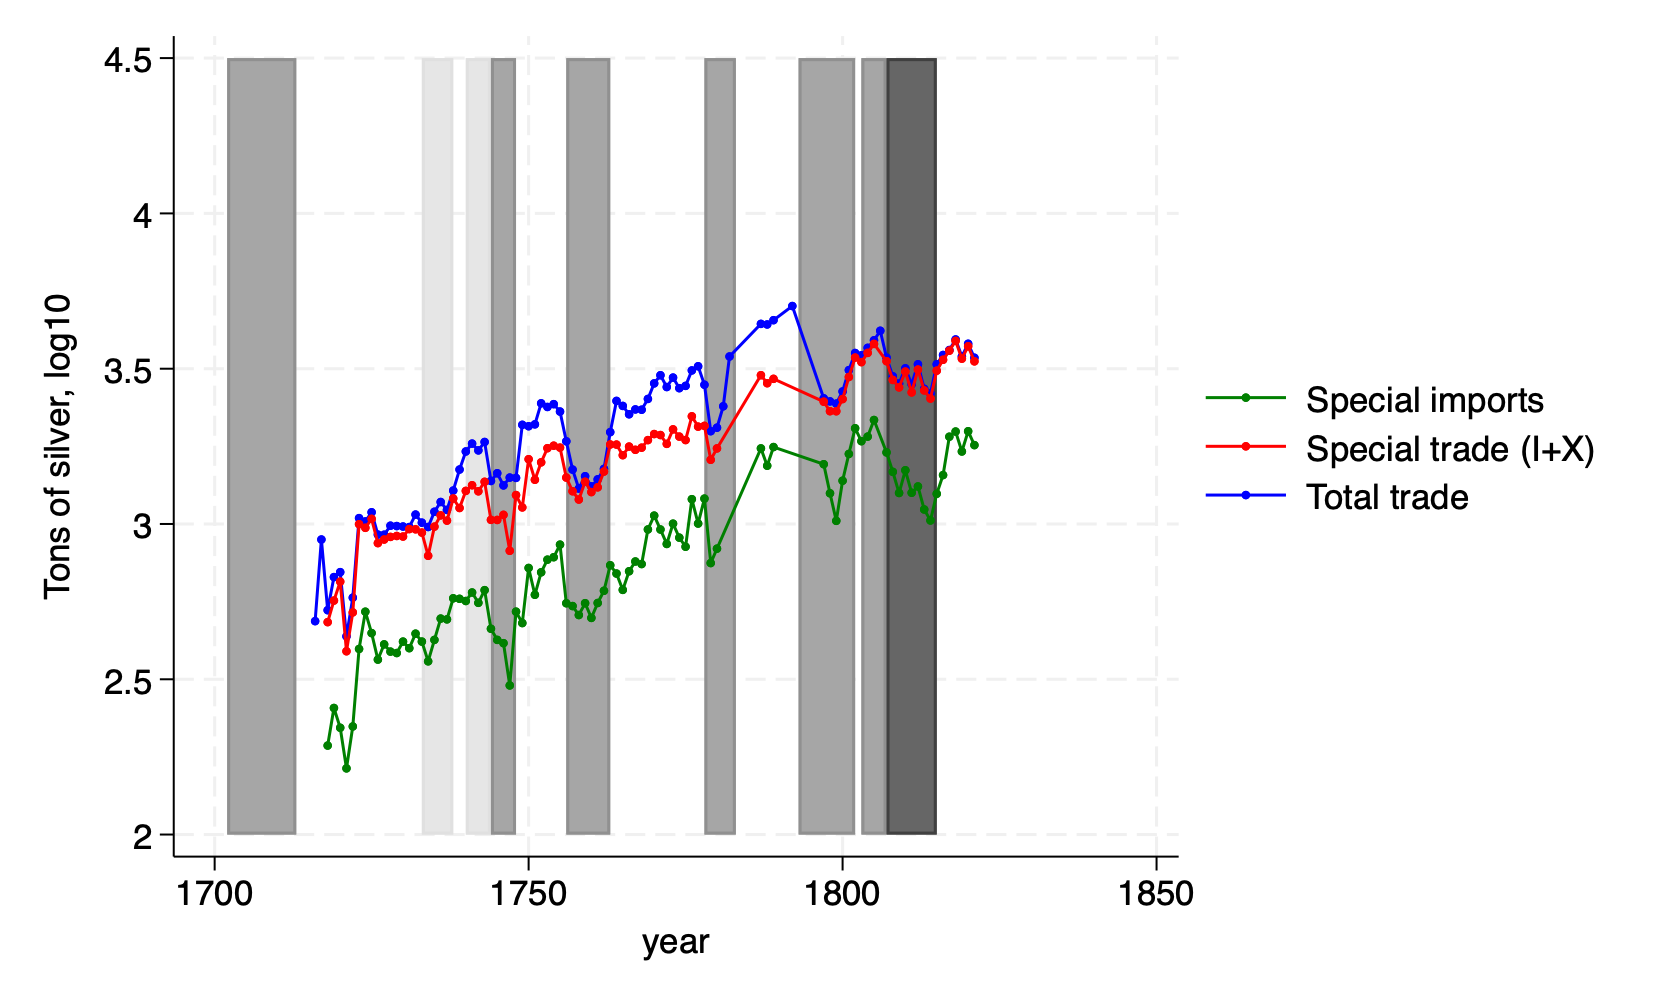 4.5
4
3.5
3
2.5
2
Tons of silver, log10
1700
1750
1800
1850
year
Special imports
Special trade (I+X)
Total trade